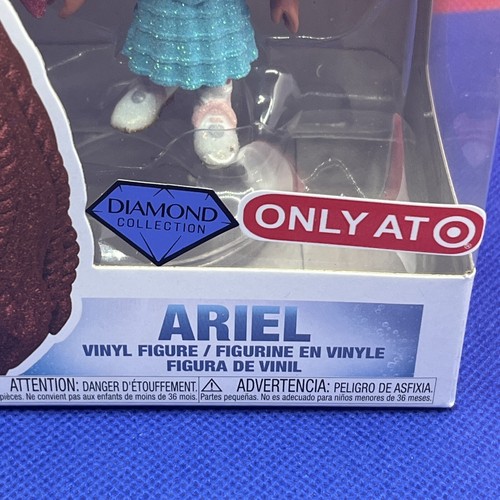 DIAMOND
COLLECTION
ONLY AT
®
ARIEL
VINYL FIGURE / FIGURINE EN VINYLE
FIGURA DE VINIL
ATTENTION: DANGER D'ÉTOUFFEMENT.
pièces. Ne convient pas aux enfants de moins de 36 mois.
ADVERTENCIA: PELIGRO DE ASFIXIA.
Partes pequeñas. No es adecuado para niños menores de 36 meses.